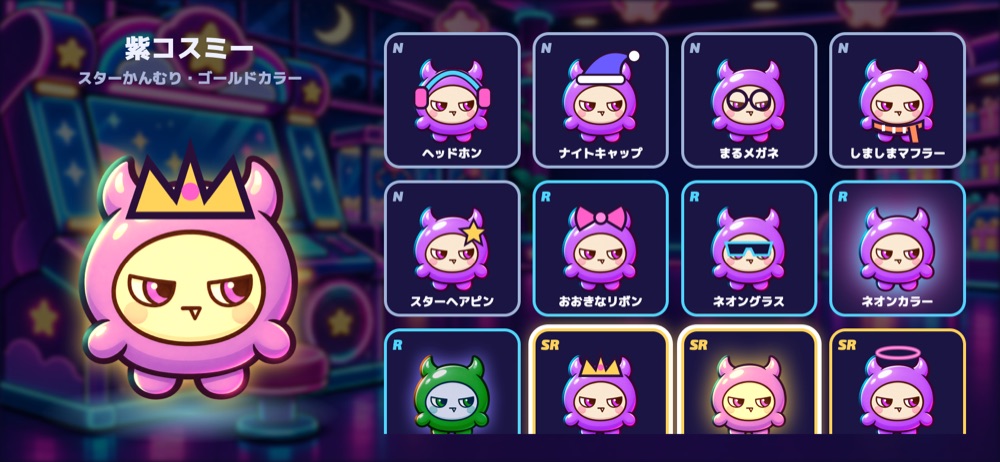 紫コスミー
スターかんむり・ゴールドカラー
N
N
N
N
ヘッドホン
ナイトキャップ
まるメガネ
しましまマフラー
N
R
R
R
スターヘアピン
おおきなリボン
ネオングラス
ネオンカラー
R
SR
SR
SR